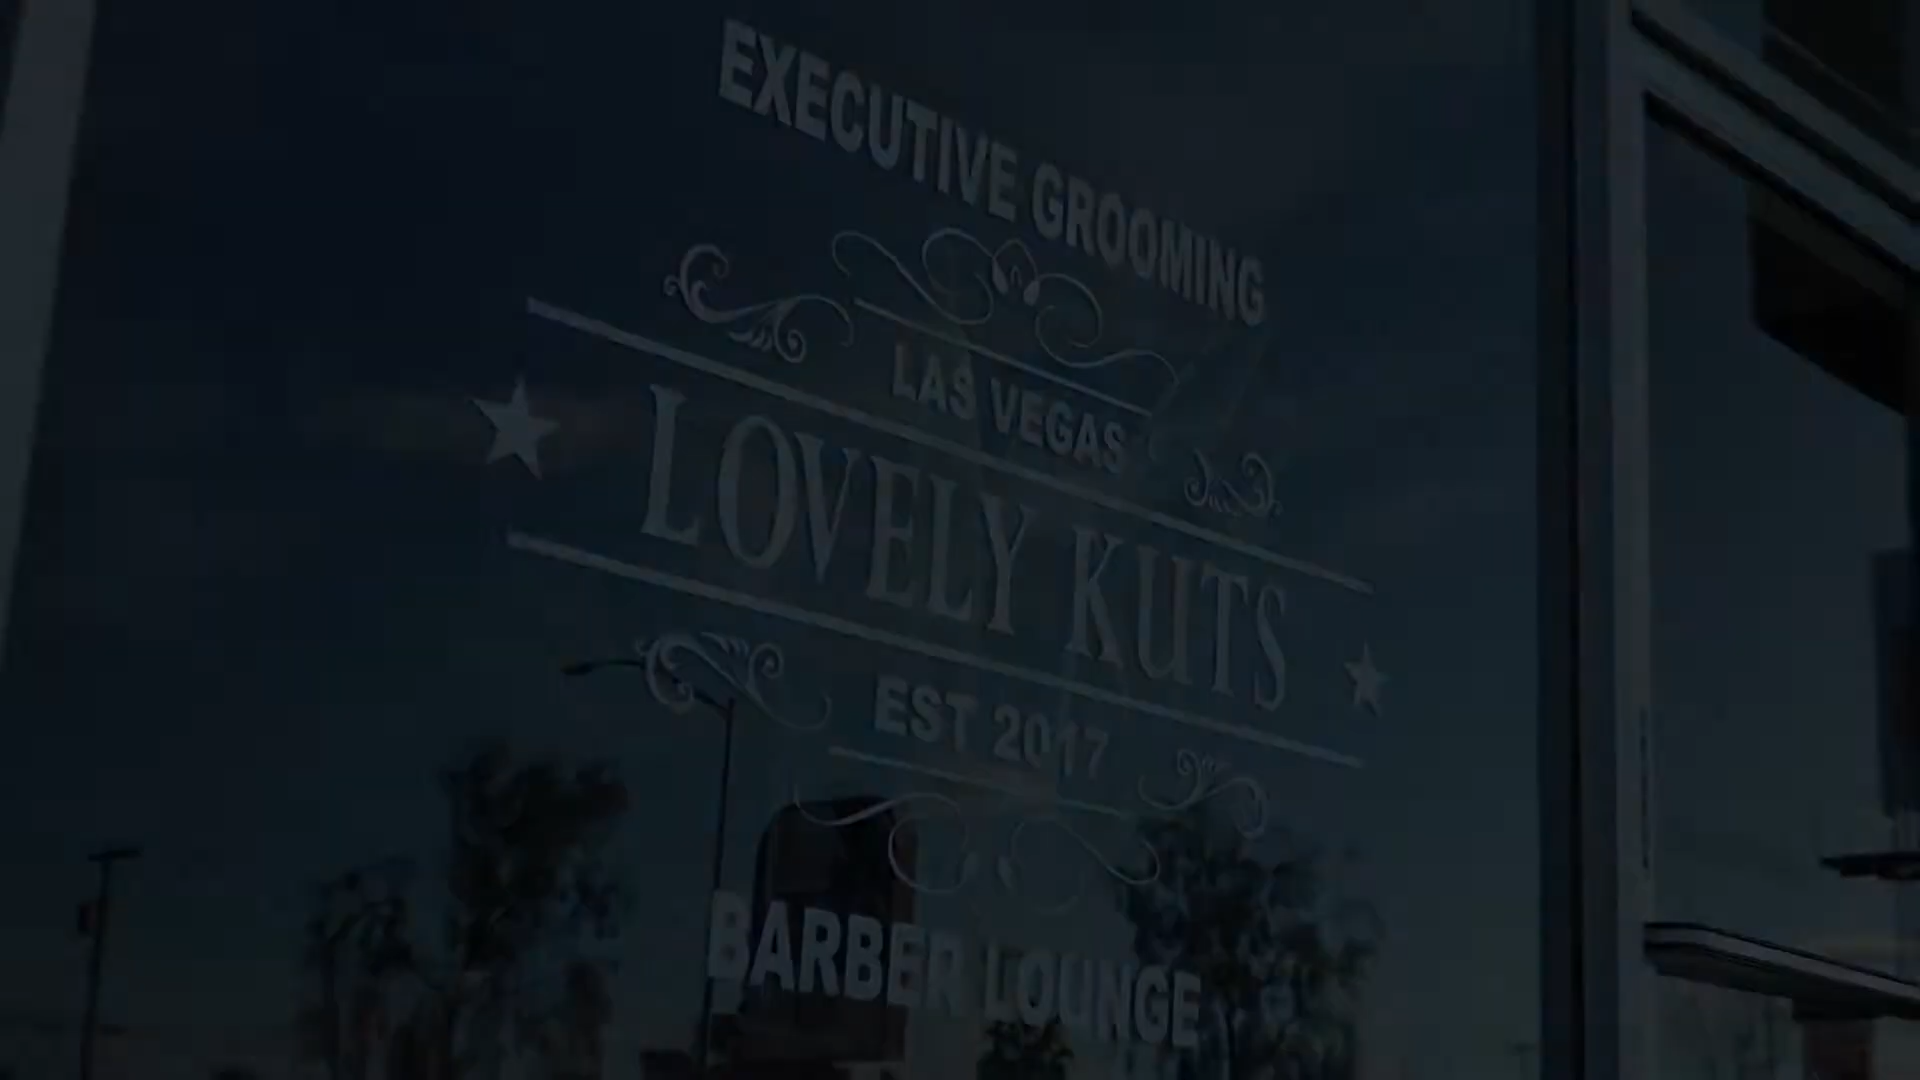 EXECUTIVE GROOMING
LAS VEGAS
LOVELY KUTS
EST 2017
BARBER LOUNGE